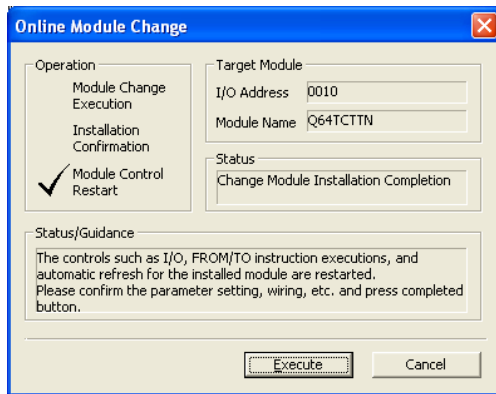 Online Module Change
Operation
Module Change
Execution
Installation
Confirmation
Module Control
Restart
Target Module
I/O Address 0010
Module Name Q64TCTTN
Status
Change Module Installation Completion
Status/Guidance
The controls such as I/O, FROM/TO instruction executions, and
automatic refresh for the installed module are restarted.
Please confirm the parameter setting, wiring, etc. and press completed
button.
Execute Cancel